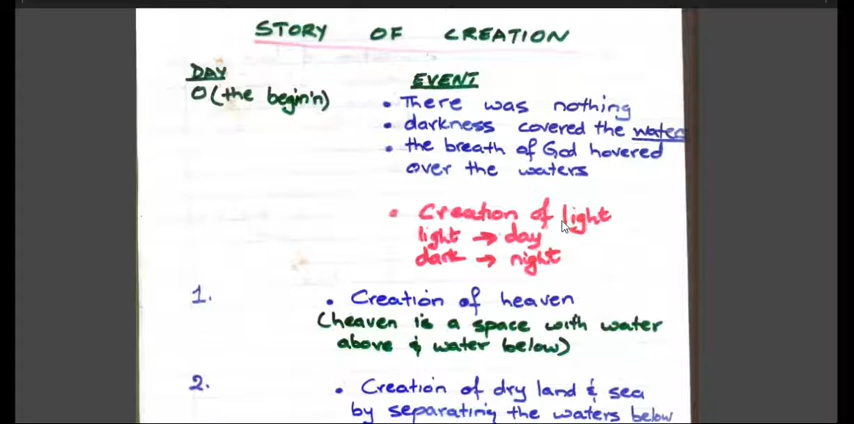 STORY OF CREATION
DAY
EVENT
0 (the begin'n)
• There was nothing
• darkness covered the water
• the breath of God hovered
over the waters
• Creation of light
light → day
dark → night
1.
• Creation of heaven
(heaven is a space with water
above & water below)
2.
• Creation of dry land & sea
by separating the waters below